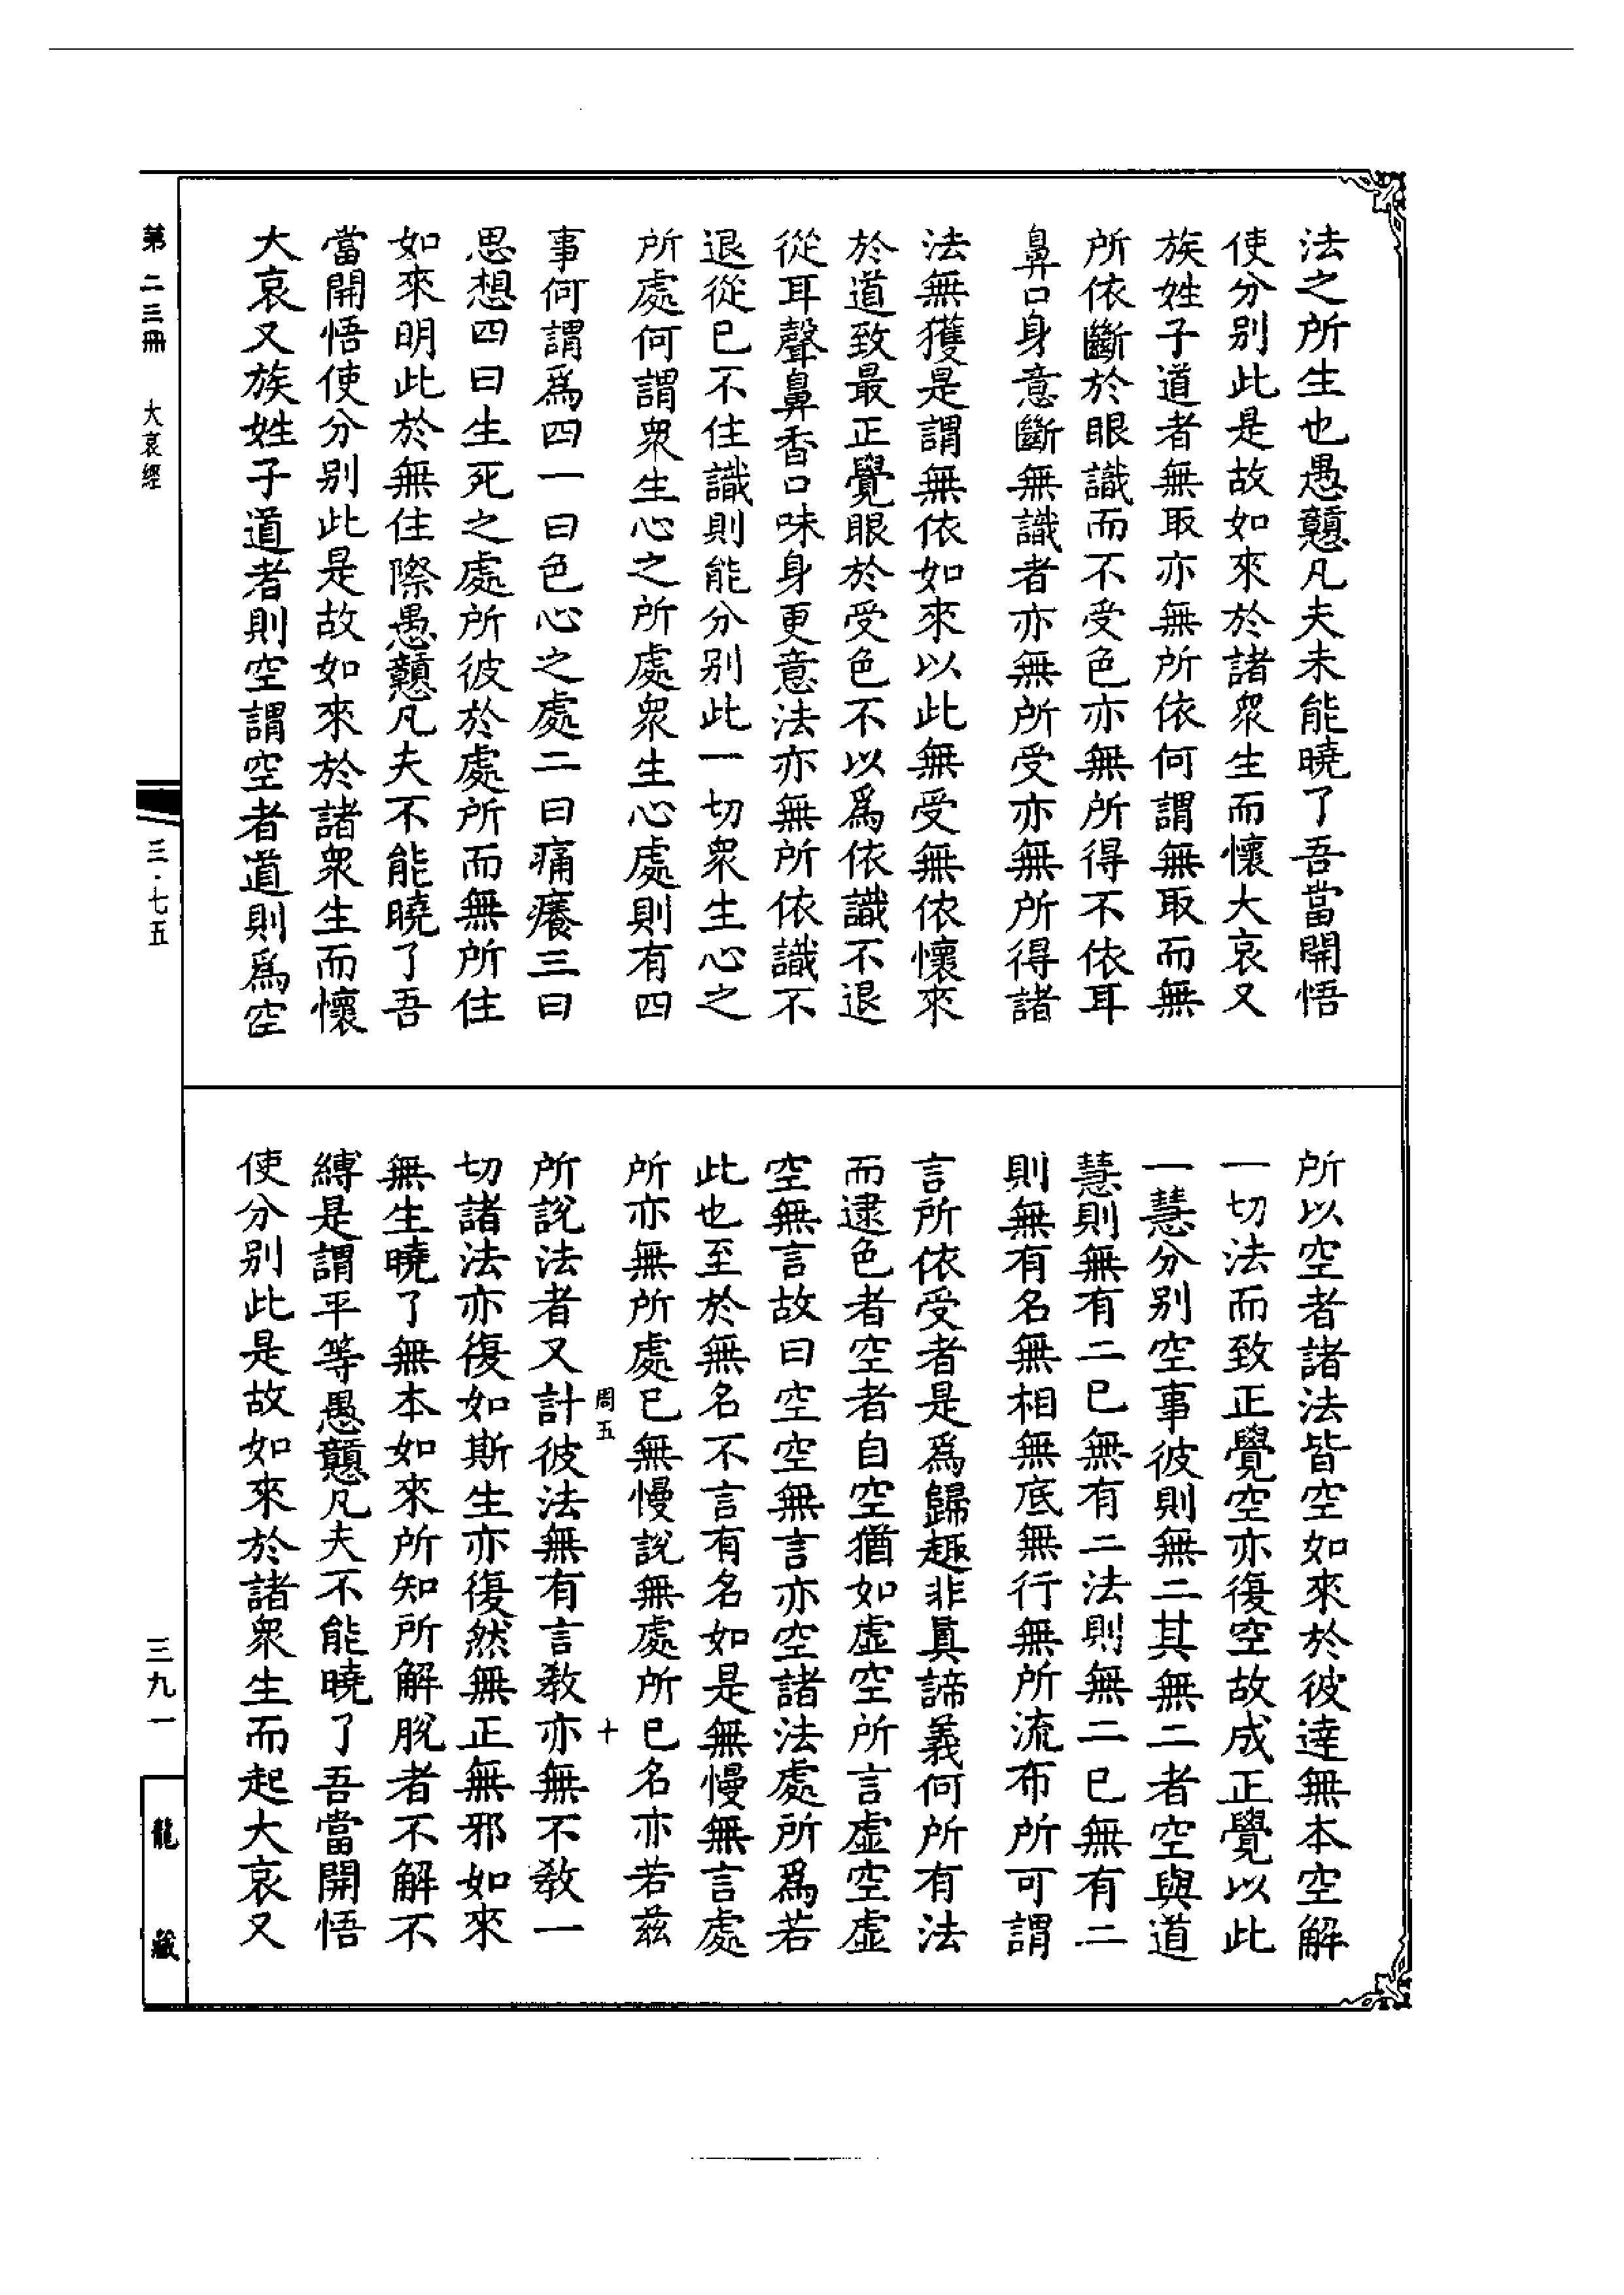 法之所生也愚戇凡夫未能曉了吾當開悟
使分別此是故如來於諸衆生而懷大哀又
族姓子道者無取亦無所依何謂無取而無
所依斷於眼識而不受色亦無所得不依耳
鼻口身意斷無識者亦無所受亦無所得諸
法無獲是謂無依如來以此無受無依懷來
於道致最正覺眼於受色不以爲依識不退
從耳聲鼻香口味身更意法亦無所依識不
退從已不住識則能分別此一切衆生心之
所處何謂衆生心之所處衆生心處則有四
事何謂爲四一曰色心之處二曰痛癢三曰
思想四曰生死之處所彼於處所而無所住
如來明此於無住際愚戇凡夫不能曉了吾
當開悟使分別此是故如來於諸衆生而懷
大哀又族姓子道者則空謂空者道則爲空
所以空者諸法皆空如來於彼達無本空解
一切法而致正覺空亦復空故成正覺以此
一慧分別空事彼則無二其無二者空與道
慧則無有二已無有二法則無二已無有二
則無有名無相無底無行無所流布所可謂
言所依受者是爲歸趣非真諦義何所有法
而逮色者空者自空猶如虛空所言虛空虛
空無言故曰空空無言亦空諸法處所爲若
此也至於無名不言有名如是無慢無言處
所亦無所處已無慢說無處所已名亦若茲
周五
十
所說法者又計彼法無有言教亦無不教一
切諸法亦復如斯生亦復然無正無邪如來
無生曉了無本如來所知所解脫者不解不
縛是謂平等愚戇凡夫不能曉了吾當開悟
使分別此是故如來於諸衆生而起大哀又
第二三冊 大哀經
三·七五
三九一
龍藏